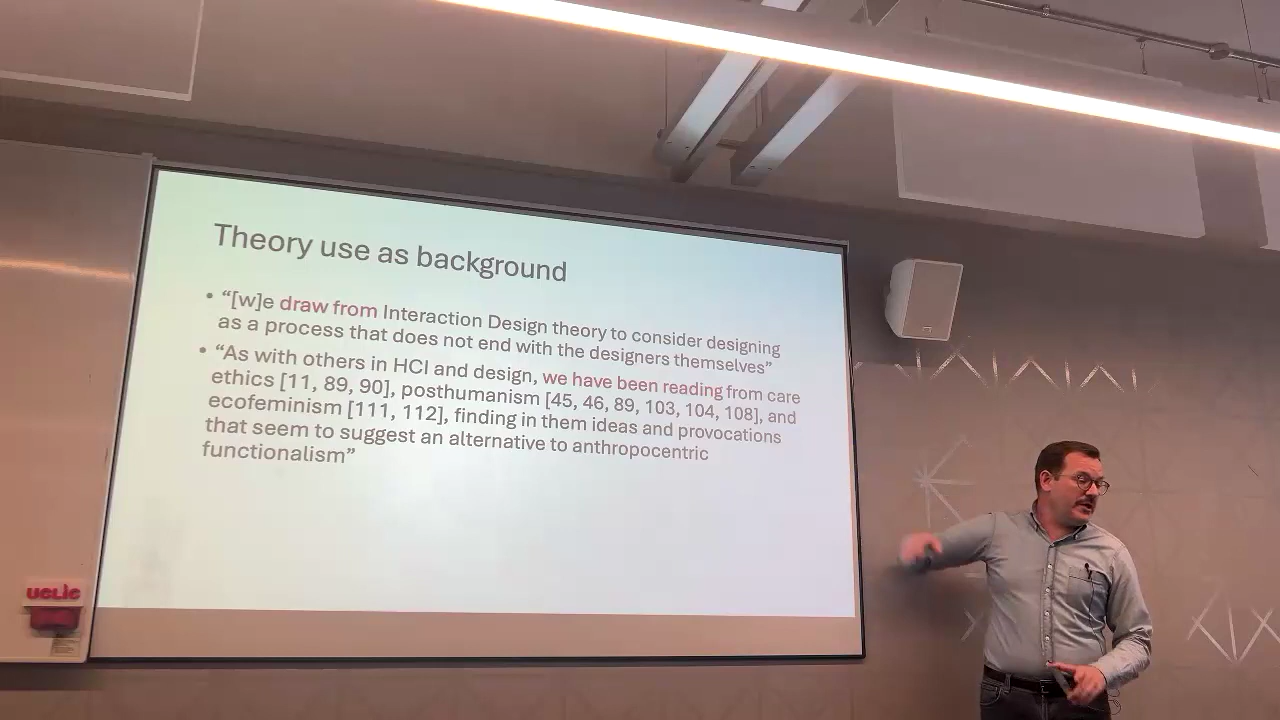 Theory use as background
• “[w]e draw from Interaction Design theory to consider designing
as a process that does not end with the designers themselves”
• “As with others in HCI and design, we have been reading from care
ethics [11, 89, 90], posthumanism [45, 46, 89, 103, 104, 108], and
ecofeminism [111, 112], finding in them ideas and provocations
that seem to suggest an alternative to anthropocentric
functionalism”
uclic